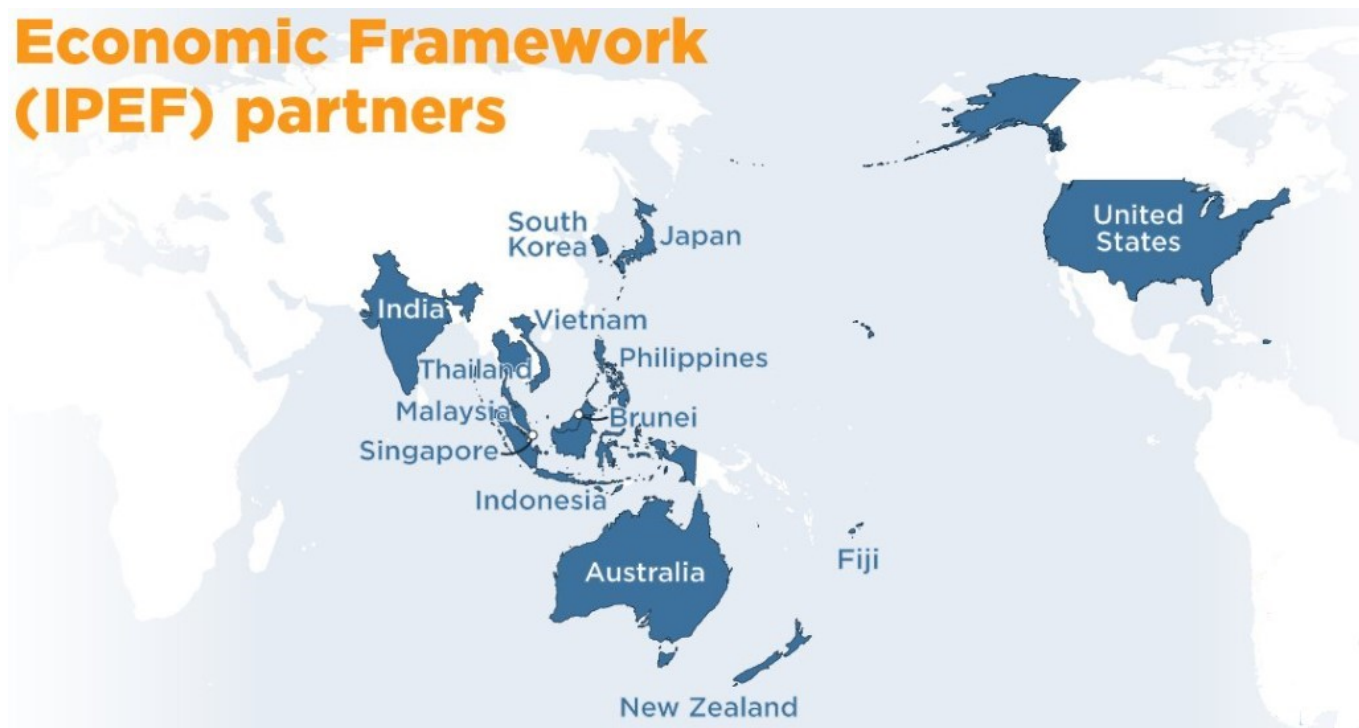 Economic Framework
(IPEF) partners
South
Korea
Japan
United
States
India
Vietnam
Thailand
Philippines
Malaysia
Brunei
Singapore
Indonesia
Australia
Fiji
New Zealand